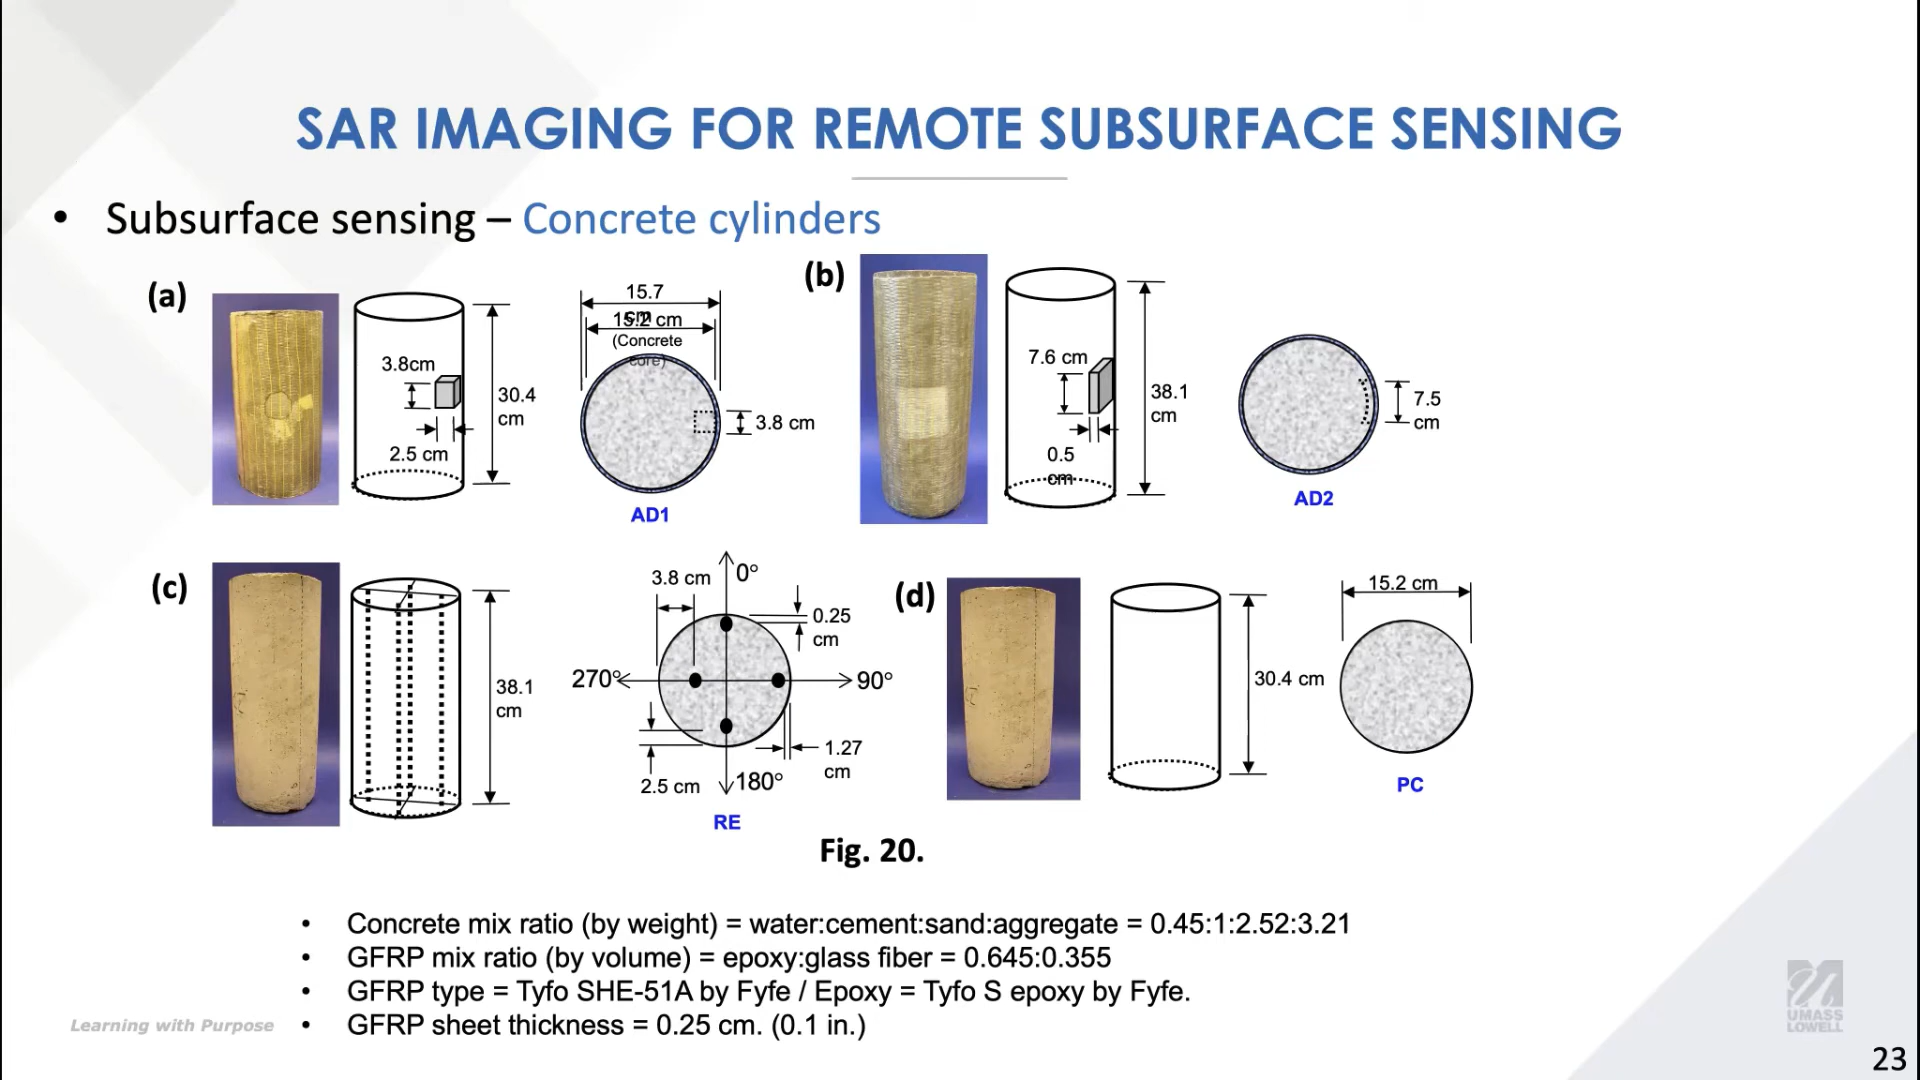 SAR IMAGING FOR REMOTE SUBSURFACE SENSING
• Subsurface sensing – Concrete cylinders
(a)
3.8cm
2.5 cm
30.4
cm
15.7
cm
15.2 cm
(Concrete
core)
3.8 cm
AD1
(b)
7.6 cm
0.5
cm
38.1
cm
7.5
cm
AD2
(c)
38.1
cm
3.8 cm
0°
0.25
cm
270°
90°
1.27
cm
2.5 cm
180°
RE
(d)
30.4 cm
15.2 cm
PC
Fig. 20.
• Concrete mix ratio (by weight) = water:cement:sand:aggregate = 0.45:1:2.52:3.21
• GFRP mix ratio (by volume) = epoxy:glass fiber = 0.645:0.355
• GFRP type = Tyfo SHE-51A by Fyfe / Epoxy = Tyfo S epoxy by Fyfe.
• GFRP sheet thickness = 0.25 cm. (0.1 in.)
Learning with Purpose
UMASS
LOWELL
23